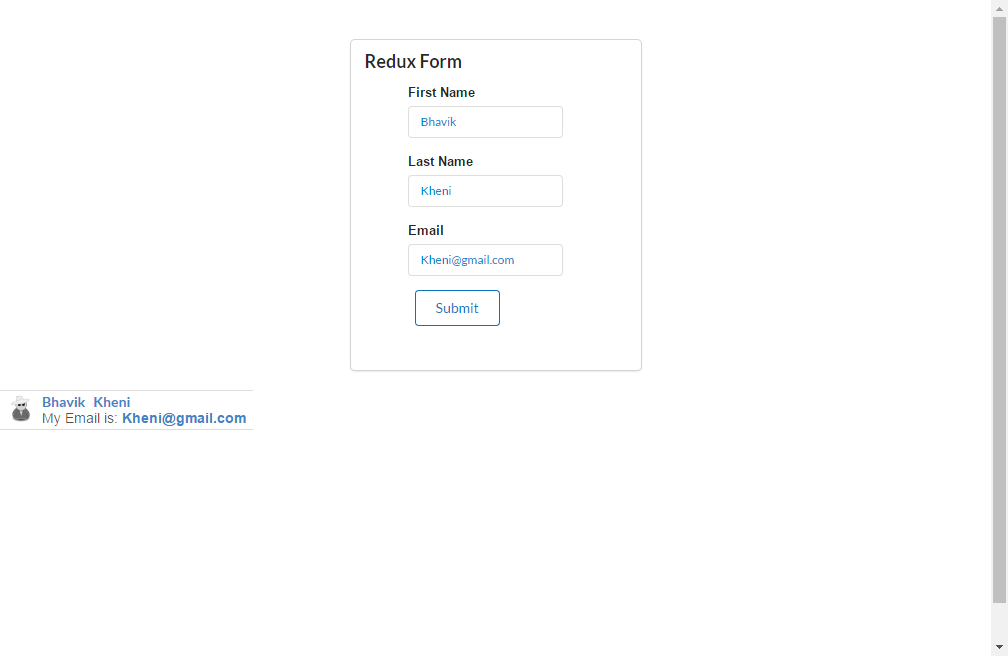 Redux Form
First Name
Bhavik
Last Name
Kheni
Email
Kheni@gmail.com
Submit
Bhavik Kheni
My Email is: Kheni@gmail.com